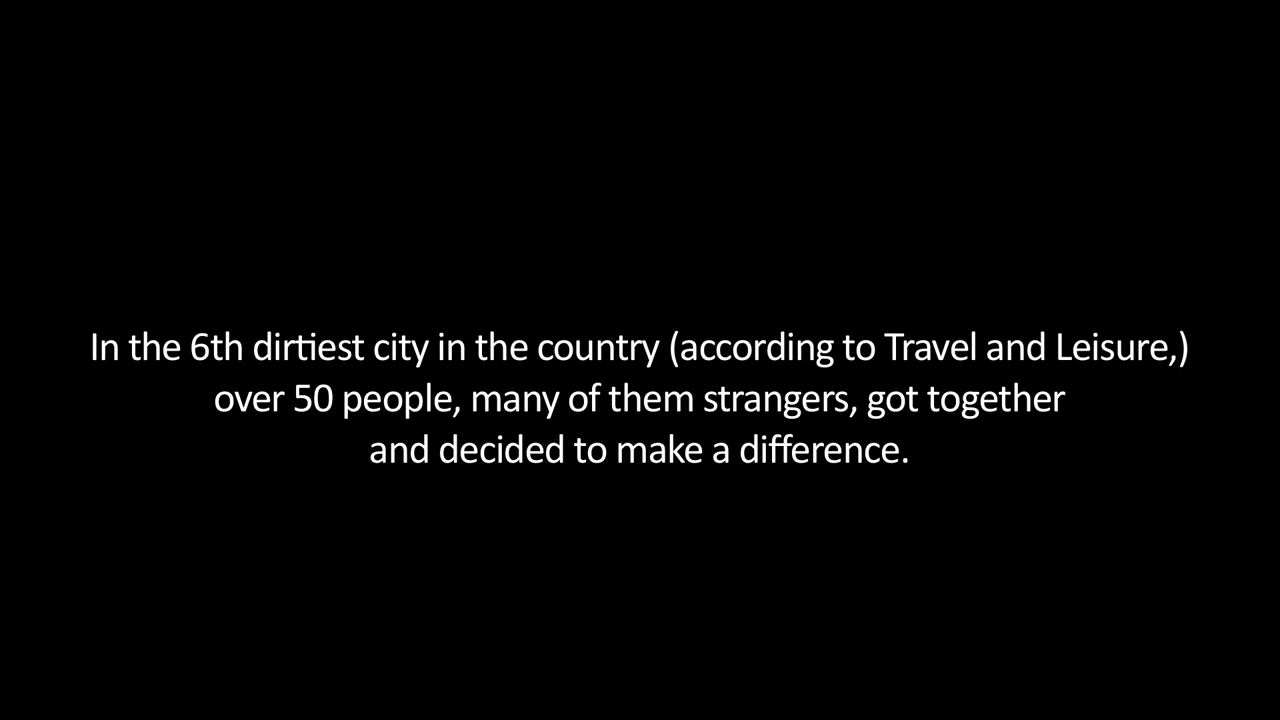 In the 6th dirtiest city in the country (according to Travel and Leisure,)
over 50 people, many of them strangers, got together
and decided to make a difference.